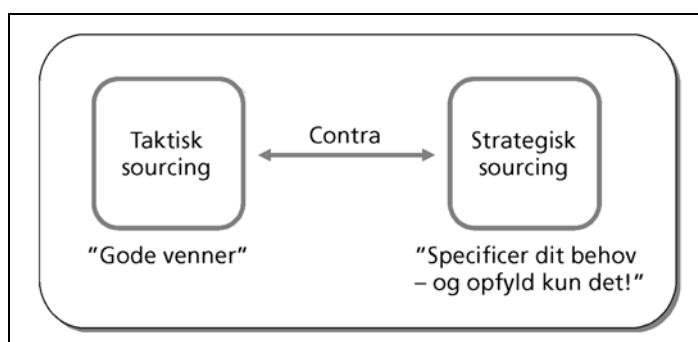 Taktisk
sourcing
Contra
Strategisk
sourcing
"Gode venner"
"Specificer dit behov
– og opfyld kun det!"